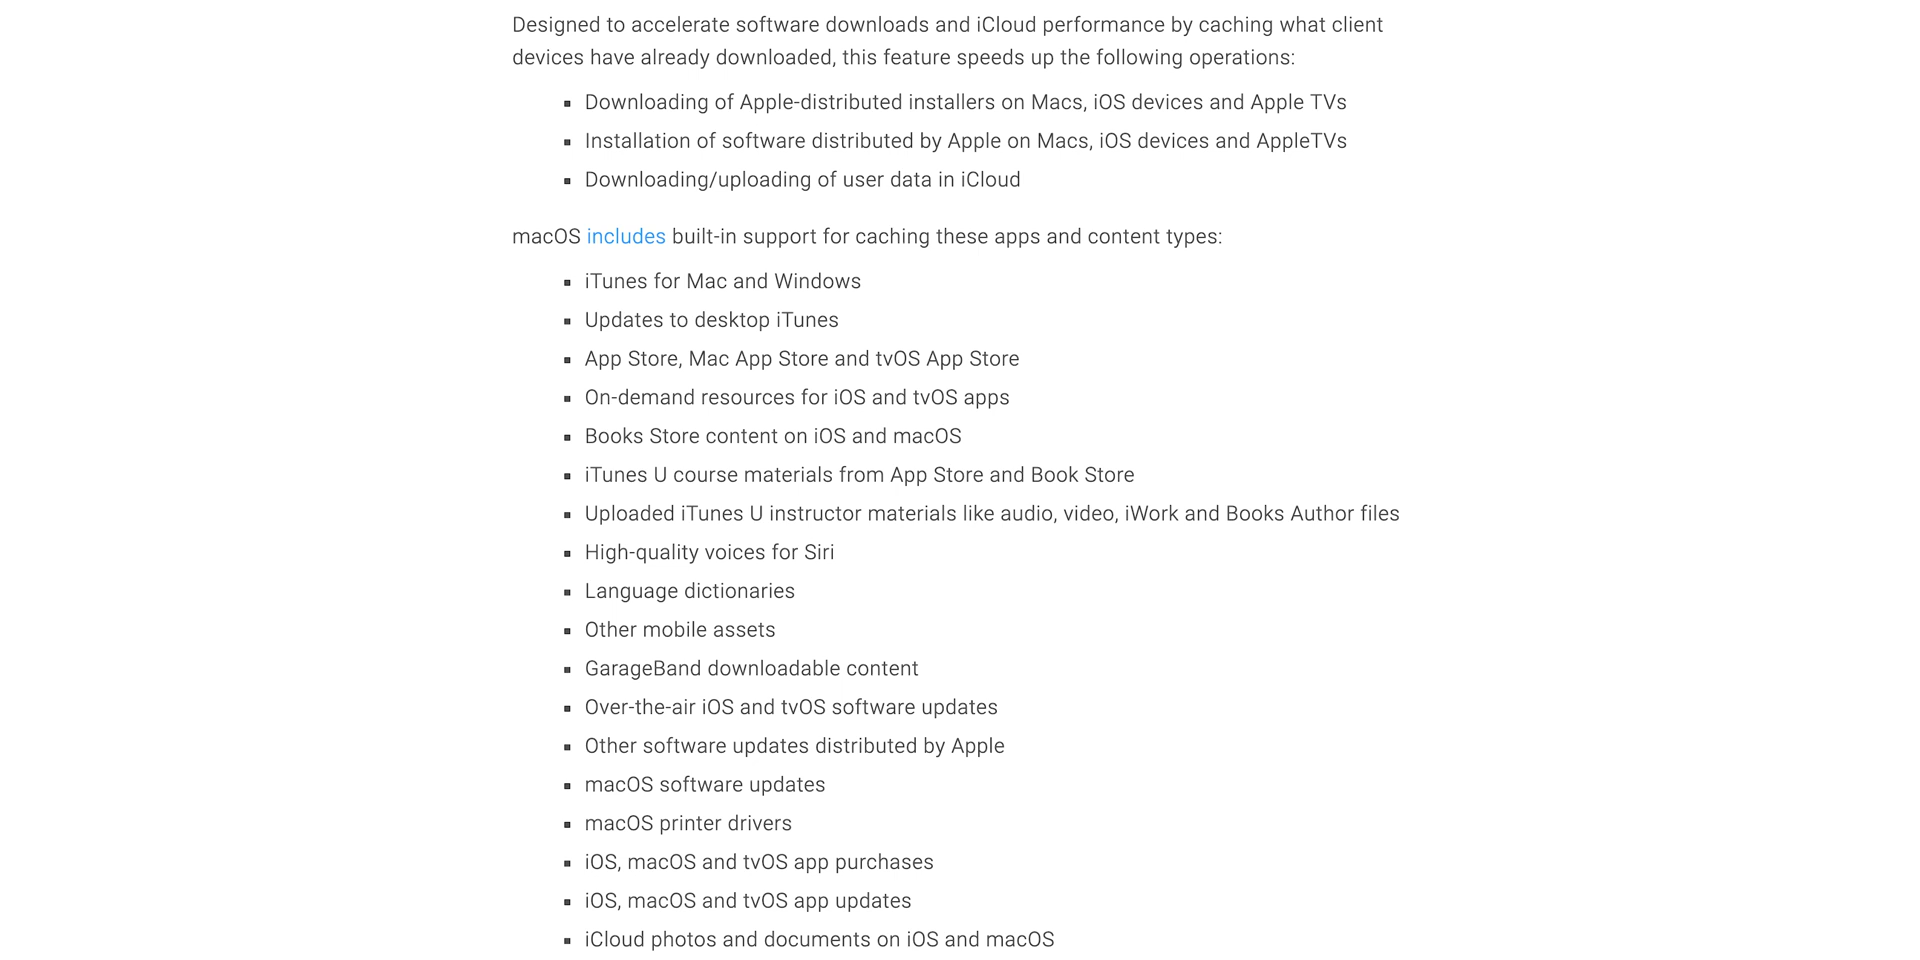 Designed to accelerate software downloads and iCloud performance by caching what client
devices have already downloaded, this feature speeds up the following operations:
▪ Downloading of Apple-distributed installers on Macs, iOS devices and Apple TVs
▪ Installation of software distributed by Apple on Macs, iOS devices and AppleTVs
▪ Downloading/uploading of user data in iCloud
macOS includes built-in support for caching these apps and content types:
▪ iTunes for Mac and Windows
▪ Updates to desktop iTunes
▪ App Store, Mac App Store and tvOS App Store
▪ On-demand resources for iOS and tvOS apps
▪ Books Store content on iOS and macOS
▪ iTunes U course materials from App Store and Book Store
▪ Uploaded iTunes U instructor materials like audio, video, iWork and Books Author files
▪ High-quality voices for Siri
▪ Language dictionaries
▪ Other mobile assets
▪ GarageBand downloadable content
▪ Over-the-air iOS and tvOS software updates
▪ Other software updates distributed by Apple
▪ macOS software updates
▪ macOS printer drivers
▪ iOS, macOS and tvOS app purchases
▪ iOS, macOS and tvOS app updates
▪ iCloud photos and documents on iOS and macOS